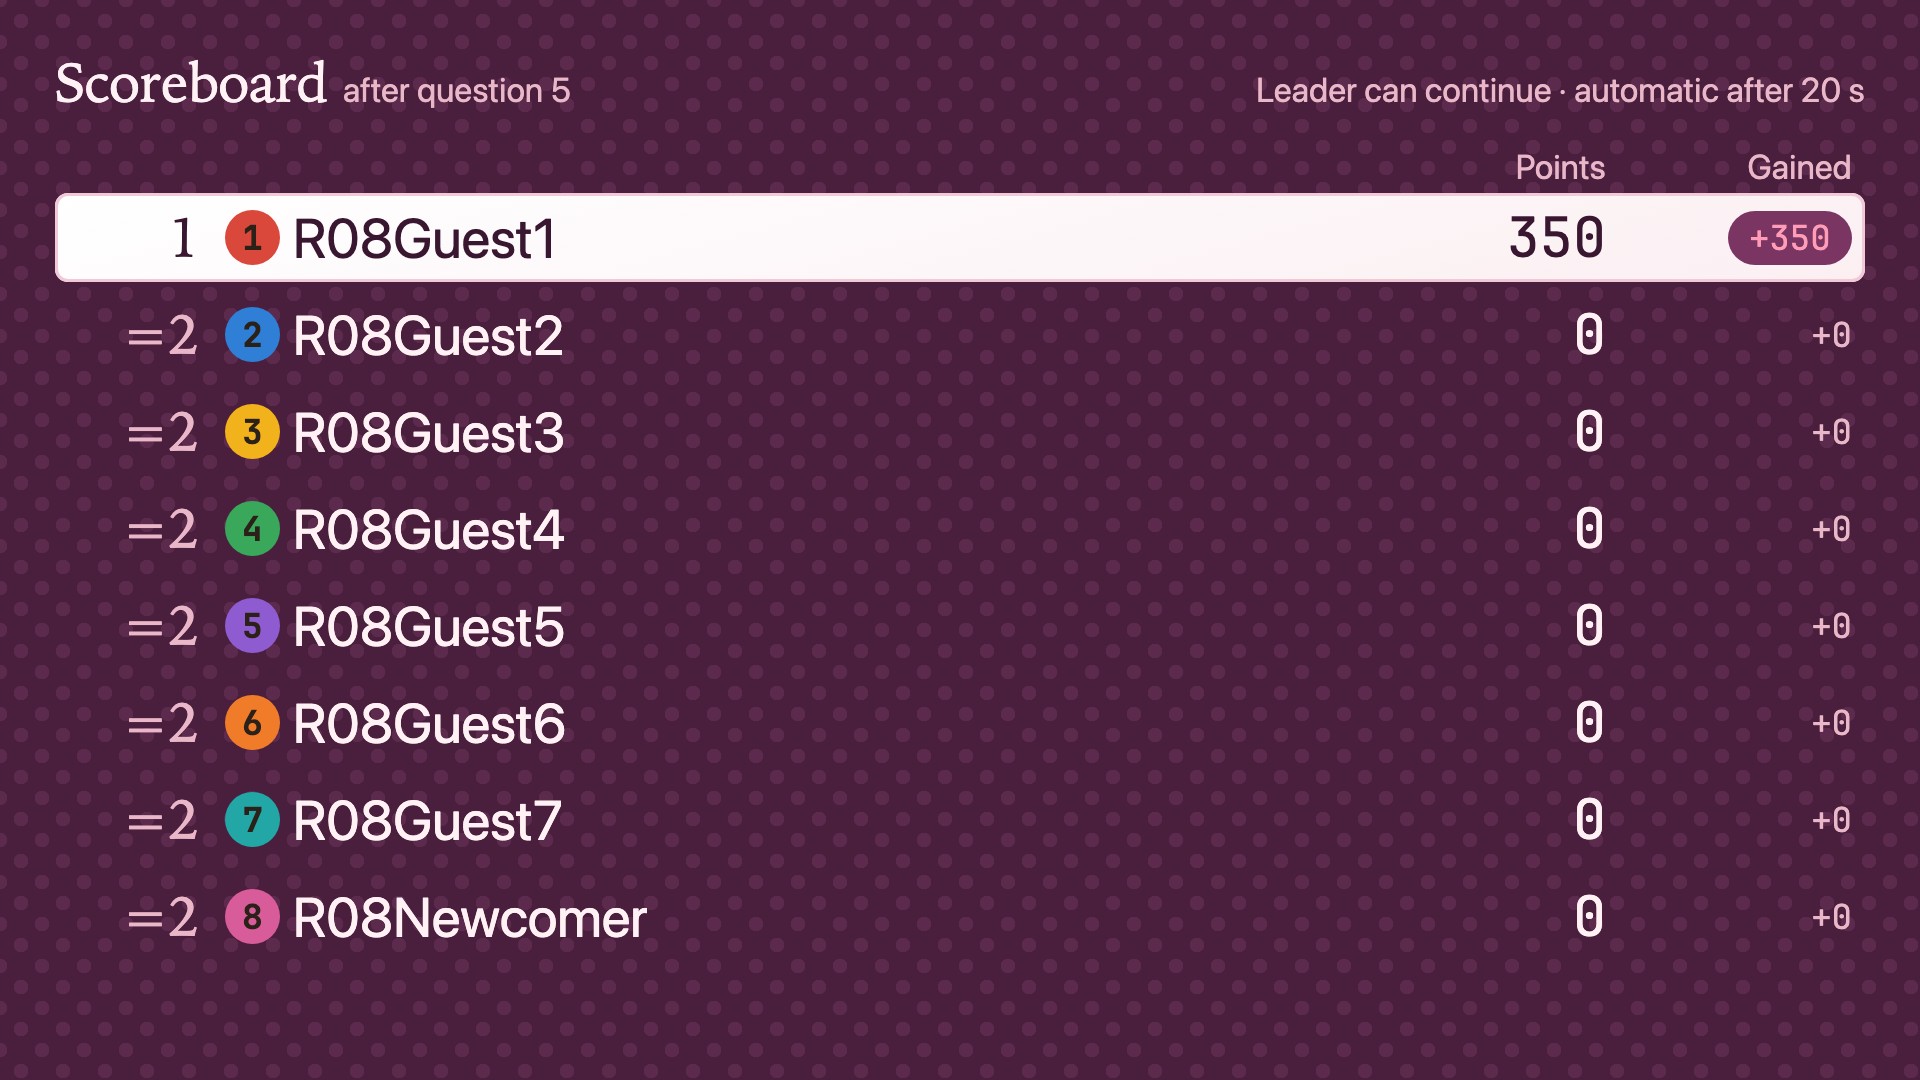 Scoreboard after question 5
Leader can continue · automatic after 20 s
Points Gained
1 1 R08Guest1 350 +350
=2 2 R08Guest2 0 +0
=2 3 R08Guest3 0 +0
=2 4 R08Guest4 0 +0
=2 5 R08Guest5 0 +0
=2 6 R08Guest6 0 +0
=2 7 R08Guest7 0 +0
=2 8 R08Newcomer 0 +0